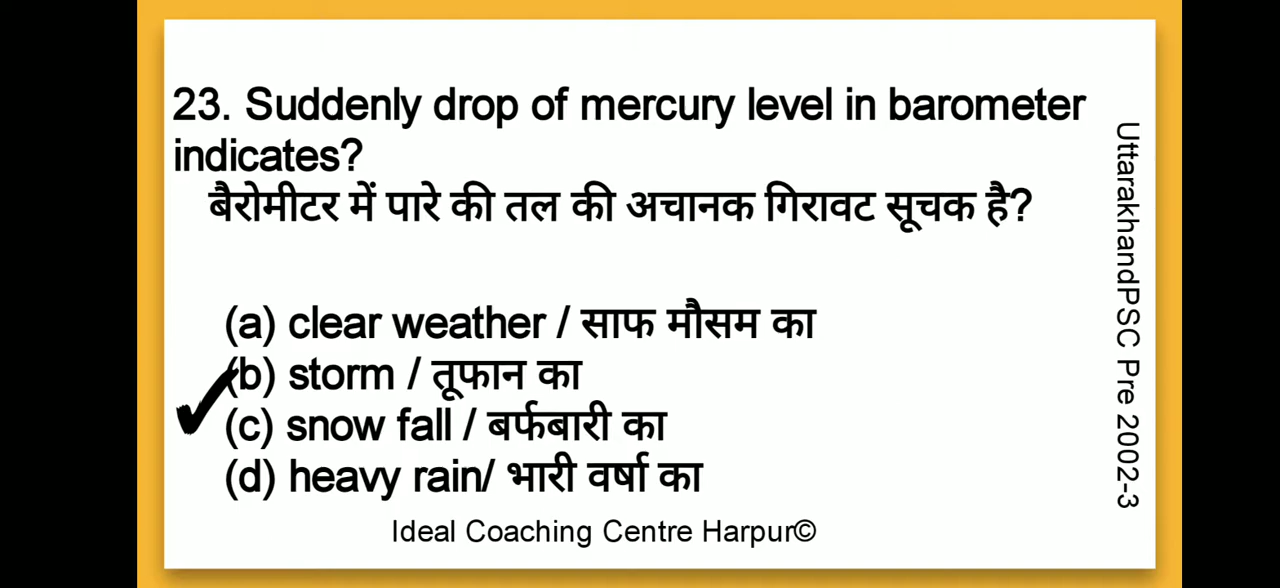 23. Suddenly drop of mercury level in barometer
indicates?
बैरोमीटर में पारे की तल की अचानक गिरावट सूचक है?
(a) clear weather / साफ मौसम का
(b) storm / तूफान का
(c) snow fall / बर्फबारी का
(d) heavy rain/ भारी वर्षा का
Ideal Coaching Centre Harpur©
UttarakhandPSC Pre 2002-3